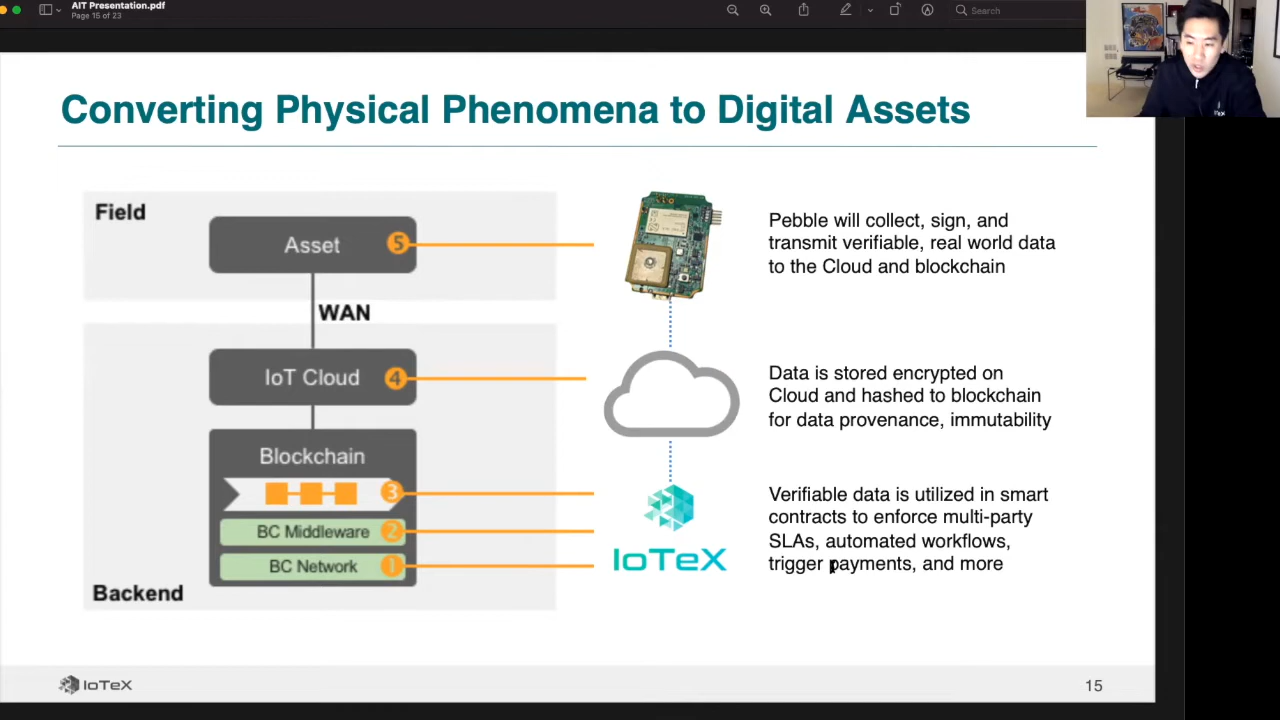 AIT Presentation.pdf
Page 15 of 23
Search
Converting Physical Phenomena to Digital Assets
Field
Asset
5
WAN
IoT Cloud
4
Blockchain
3
BC Middleware
2
BC Network
1
Backend
Pebble will collect, sign, and
transmit verifiable, real world data
to the Cloud and blockchain
Data is stored encrypted on
Cloud and hashed to blockchain
for data provenance, immutability
IoTeX
Verifiable data is utilized in smart
contracts to enforce multi-party
SLAs, automated workflows,
trigger payments, and more
IoTeX
15